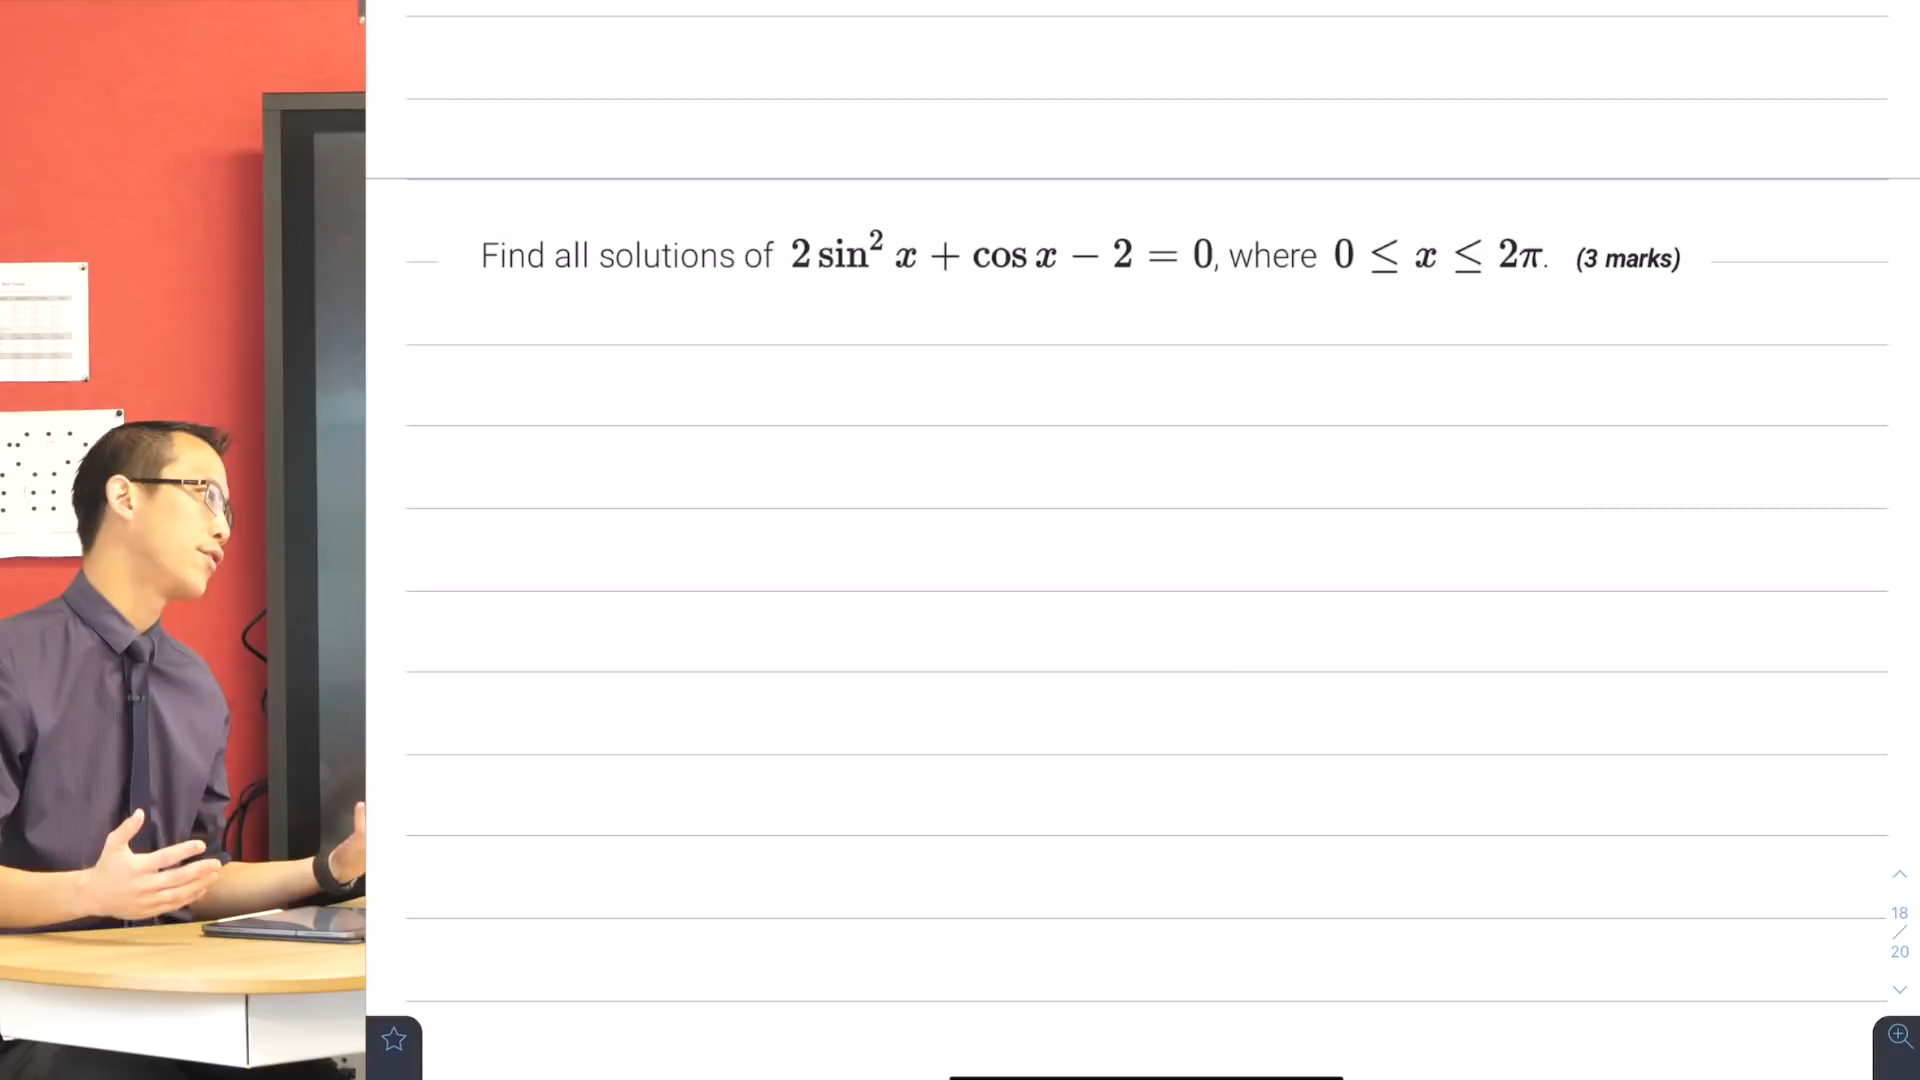 Find all solutions of 2 sin² x + cos x − 2 = 0, where 0 ≤ x ≤ 2π. (3 marks)
18
/
20